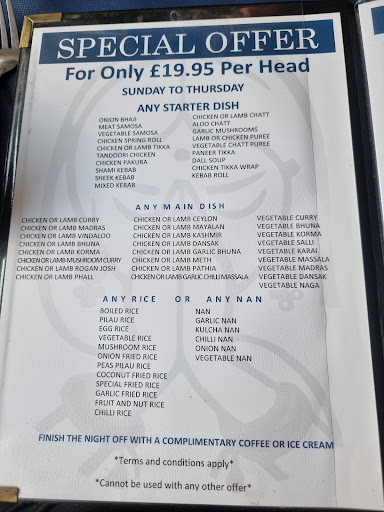 SPECIAL OFFER
For Only £19.95 Per Head
SUNDAY TO THURSDAY
ANY STARTER DISH
ONION BHAJI
MEAT SAMOSA
VEGETABLE SAMOSA
CHICKEN SPRING ROLL
CHICKEN OR LAMB TIKKA
TANDOORI CHICKEN
CHICKEN PAKURA
SHAMI KEBAB
SHEEK KEBAB
MIXED KEBAB
CHICKEN OR LAMB CHATT
ALOO CHATT
GARLIC MUSHROOMS
LAMB OR CHICKEN PUREE
VEGETABLE CHATT PUREE
PANEER TIKKA
DALL SOUP
CHICKEN TIKKA WRAP
KEBAB ROLL
ANY MAIN DISH
CHICKEN OR LAMB CURRY
CHICKEN OR LAMB MADRAS
CHICKEN OR LAMB VINDALOO
CHICKEN OR LAMB BHUNA
CHICKEN OR LAMB KORMA
CHICKEN OR LAMB MUSHROOM CURRY
CHICKEN OR LAMB ROGAN JOSH
CHICKEN OR LAMB PHALL
CHICKEN OR LAMB CEYLON
CHICKEN OR LAMB MAYALAN
CHICKEN OR LAMB KASHMIR
CHICKEN OR LAMB DANSAK
CHICKEN OR LAMB GARLIC BHUNA
CHICKEN OR LAMB METH
CHICKEN OR LAMB PATHIA
CHICKEN OR LAMB GARLIC CHILLI MASSALA
VEGETABLE CURRY
VEGETABLE BHUNA
VEGETABLE KORMA
VEGETABLE SALLI
VEGETABLE KARAI
VEGETABLE MASSALA
VEGETABLE MADRAS
VEGETABLE DANSAK
VEGETABLE NAGA
ANY RICE OR ANY NAN
BOILED RICE
PILAU RICE
EGG RICE
VEGETABLE RICE
MUSHROOM RICE
ONION FRIED RICE
PEAS PILAU RICE
COCONUT FRIED RICE
SPECIAL FRIED RICE
GARLIC FRIED RICE
FRUIT AND NUT RICE
CHILLI RICE
NAN
GARLIC NAN
KULCHA NAN
CHILLI NAN
ONION NAN
VEGETABLE NAN
FINISH THE NIGHT OFF WITH A COMPLIMENTARY COFFEE OR ICE CREAM
*Terms and conditions apply*
*Cannot be used with any other offer*